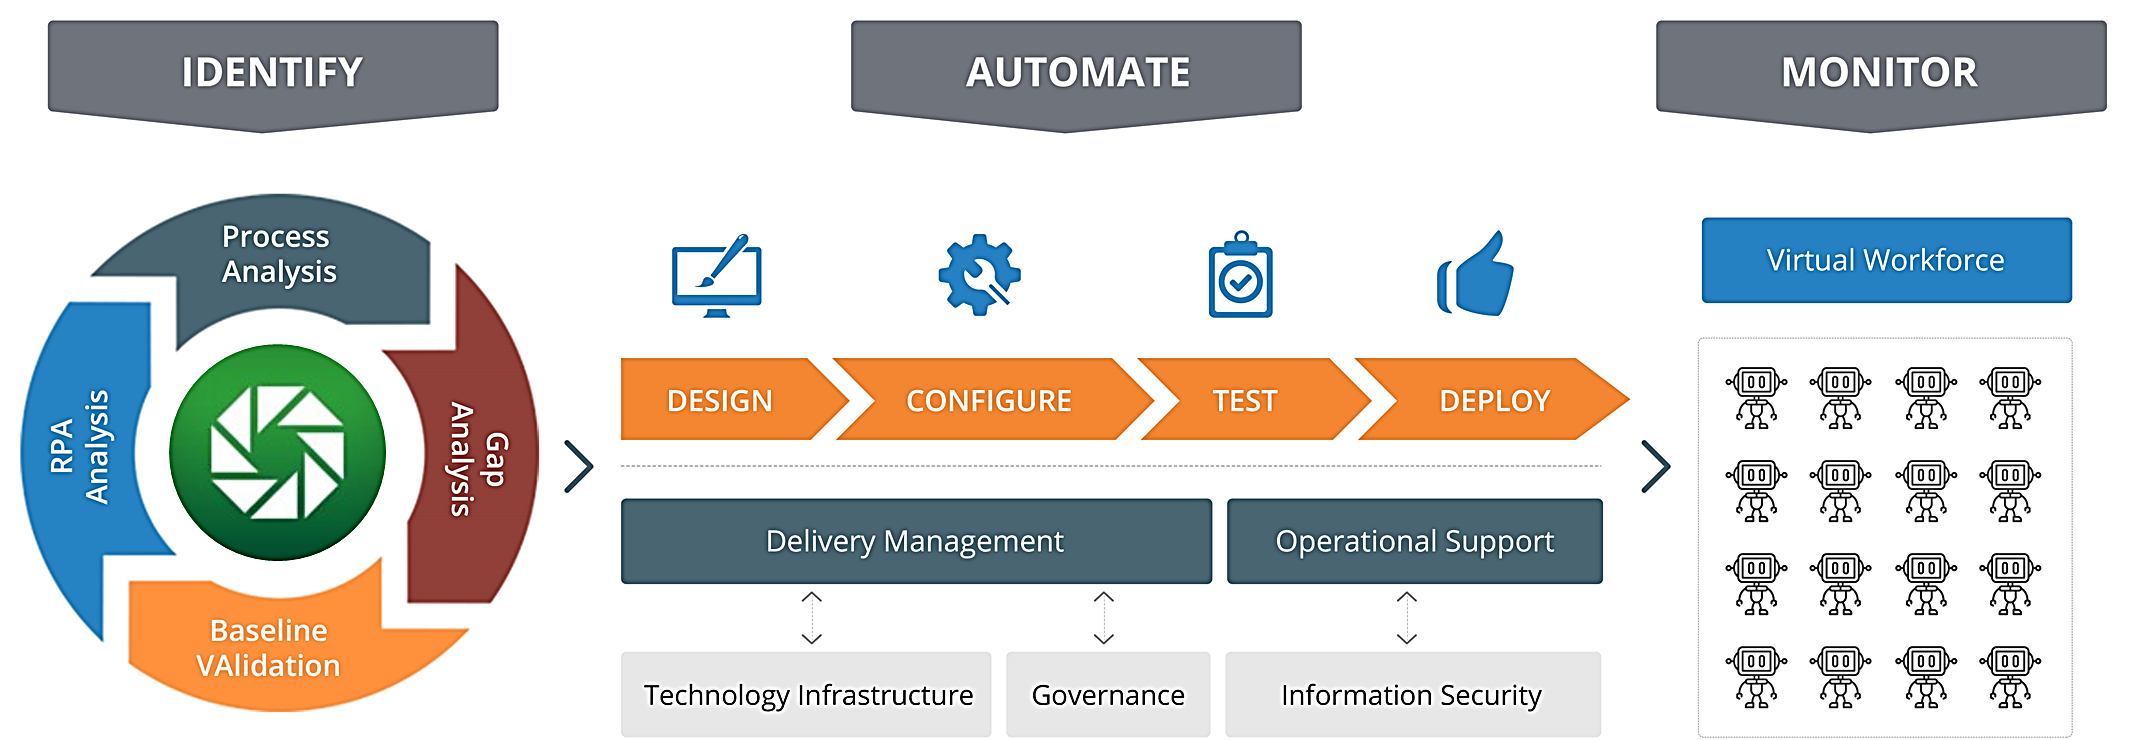 IDENTIFY
AUTOMATE
MONITOR
Process
Analysis
Gap
Analysis
Baseline
VAlidation
RPA
Analysis
DESIGN
CONFIGURE
TEST
DEPLOY
Delivery Management
Operational Support
Technology Infrastructure
Governance
Information Security
Virtual Workforce